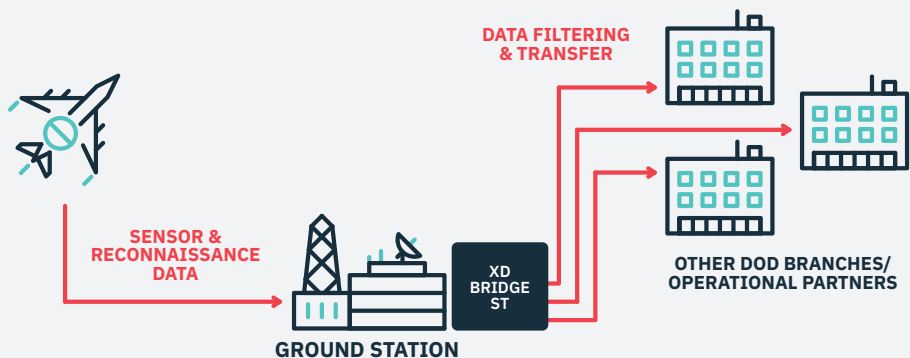 DATA FILTERING
& TRANSFER
SENSOR &
RECONNAISSANCE
DATA
XD
BRIDGE
ST
OTHER DOD BRANCHES/
OPERATIONAL PARTNERS
GROUND STATION